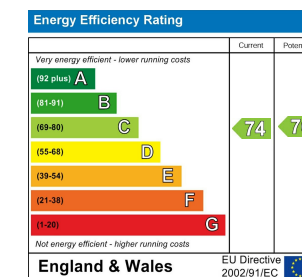 Energy Efficiency Rating
Current
Very energy efficient - lower running costs
(92 plus) A
(81-91) B
(69-80) C 74
(55-68) D
(39-54) E
(21-38) F
(1-20) G
Not energy efficient - higher running costs
England & Wales
EU Directive
2002/91/EC